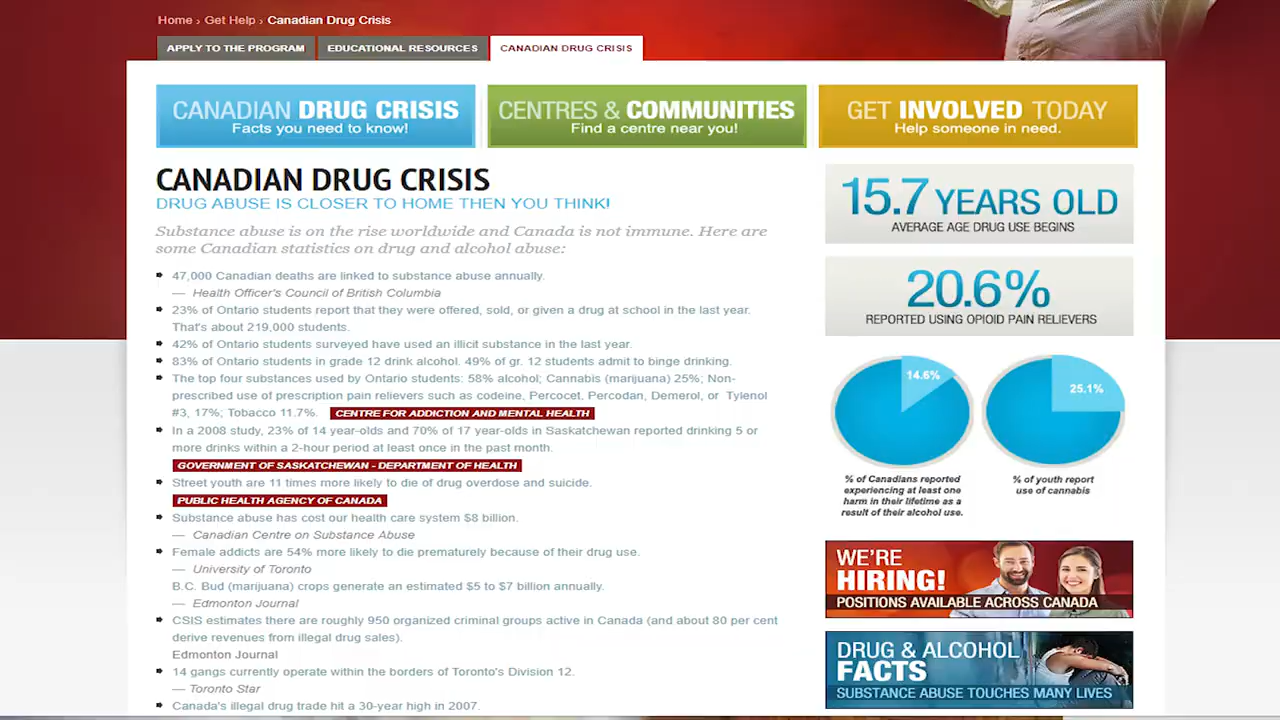 Home › Get Help › Canadian Drug Crisis
APPLY TO THE PROGRAM
EDUCATIONAL RESOURCES
CANADIAN DRUG CRISIS
CANADIAN DRUG CRISIS
Facts you need to know!
CENTRES & COMMUNITIES
Find a centre near you!
GET INVOLVED TODAY
Help someone in need.
CANADIAN DRUG CRISIS
DRUG ABUSE IS CLOSER TO HOME THEN YOU THINK!
Substance abuse is on the rise worldwide and Canada is not immune. Here are
some Canadian statistics on drug and alcohol abuse:
47,000 Canadian deaths are linked to substance abuse annually.
— Health Officer's Council of British Columbia
23% of Ontario students report that they were offered, sold, or given a drug at school in the last year.
That's about 219,000 students.
42% of Ontario students surveyed have used an illicit substance in the last year.
83% of Ontario students in grade 12 drink alcohol. 49% of gr. 12 students admit to binge drinking.
The top four substances used by Ontario students: 58% alcohol; Cannabis (marijuana) 25%; Non-
prescribed use of prescription pain relievers such as codeine, Percocet, Percodan, Demerol, or Tylenol
#3, 17%; Tobacco 11.7%. CENTRE FOR ADDICTION AND MENTAL HEALTH
In a 2008 study, 23% of 14 year-olds and 70% of 17 year-olds in Saskatchewan reported drinking 5 or
more drinks within a 2-hour period at least once in the past month.
GOVERNMENT OF SASKATCHEWAN - DEPARTMENT OF HEALTH
Street youth are 11 times more likely to die of drug overdose and suicide.
PUBLIC HEALTH AGENCY OF CANADA
Substance abuse has cost our health care system $8 billion.
— Canadian Centre on Substance Abuse
Female addicts are 54% more likely to die prematurely because of their drug use.
— University of Toronto
B.C. Bud (marijuana) crops generate an estimated $5 to $7 billion annually.
— Edmonton Journal
CSIS estimates there are roughly 950 organized criminal groups active in Canada (and about 80 per cent
derive revenues from illegal drug sales).
Edmonton Journal
14 gangs currently operate within the borders of Toronto's Division 12.
— Toronto Star
Canada's illegal drug trade hit a 30-year high in 2007.
15.7 YEARS OLD
AVERAGE AGE DRUG USE BEGINS
20.6%
REPORTED USING OPIOID PAIN RELIEVERS
14.6%
% of Canadians reported
experiencing at least one
harm in their lifetime as a
result of their alcohol use.
25.1%
% of youth report
use of cannabis
WE'RE
HIRING!
POSITIONS AVAILABLE ACROSS CANADA
DRUG & ALCOHOL
FACTS
SUBSTANCE ABUSE TOUCHES MANY LIVES